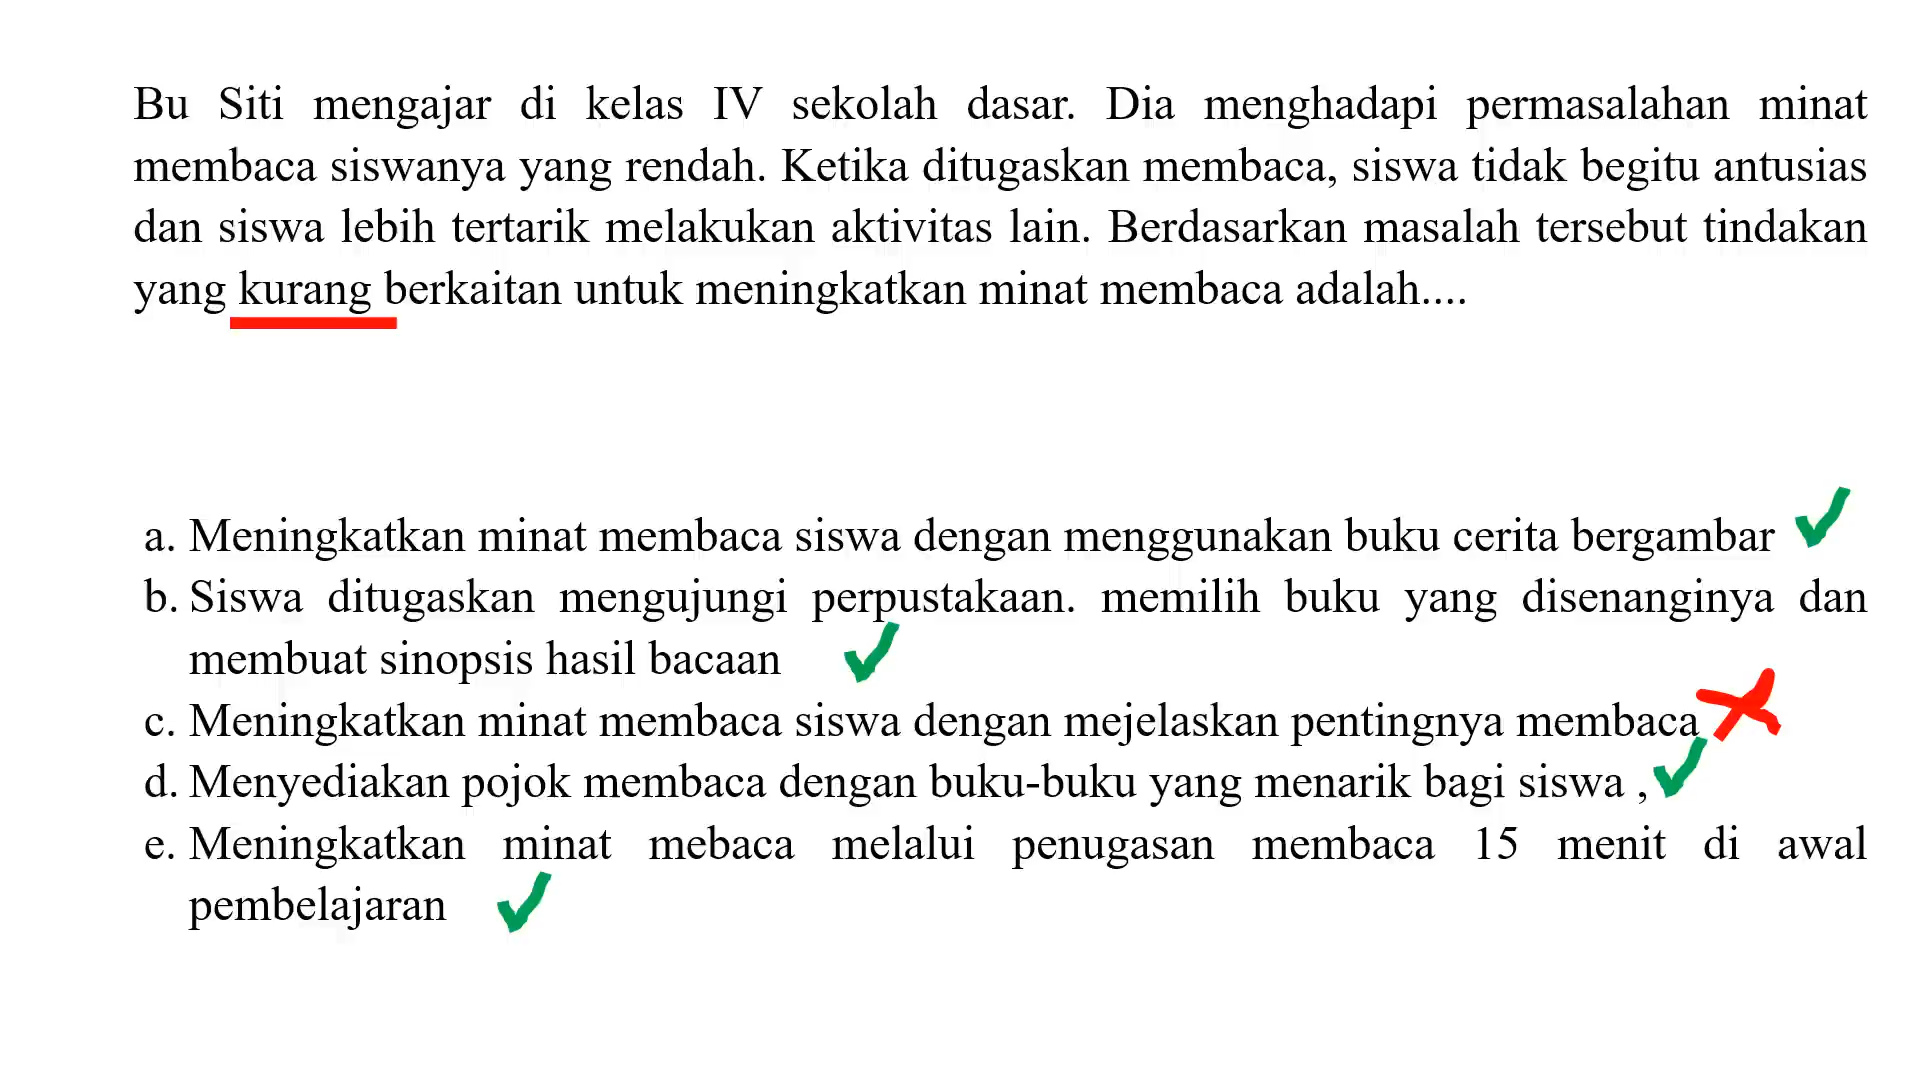 Bu Siti mengajar di kelas IV sekolah dasar. Dia menghadapi permasalahan minat
membaca siswanya yang rendah. Ketika ditugaskan membaca, siswa tidak begitu antusias
dan siswa lebih tertarik melakukan aktivitas lain. Berdasarkan masalah tersebut tindakan
yang kurang berkaitan untuk meningkatkan minat membaca adalah....
a. Meningkatkan minat membaca siswa dengan menggunakan buku cerita bergambar
b. Siswa ditugaskan mengujungi perpustakaan. memilih buku yang disenanginya dan
membuat sinopsis hasil bacaan
c. Meningkatkan minat membaca siswa dengan mejelaskan pentingnya membaca
d. Menyediakan pojok membaca dengan buku-buku yang menarik bagi siswa ,
e. Meningkatkan minat mebaca melalui penugasan membaca 15 menit di awal
pembelajaran